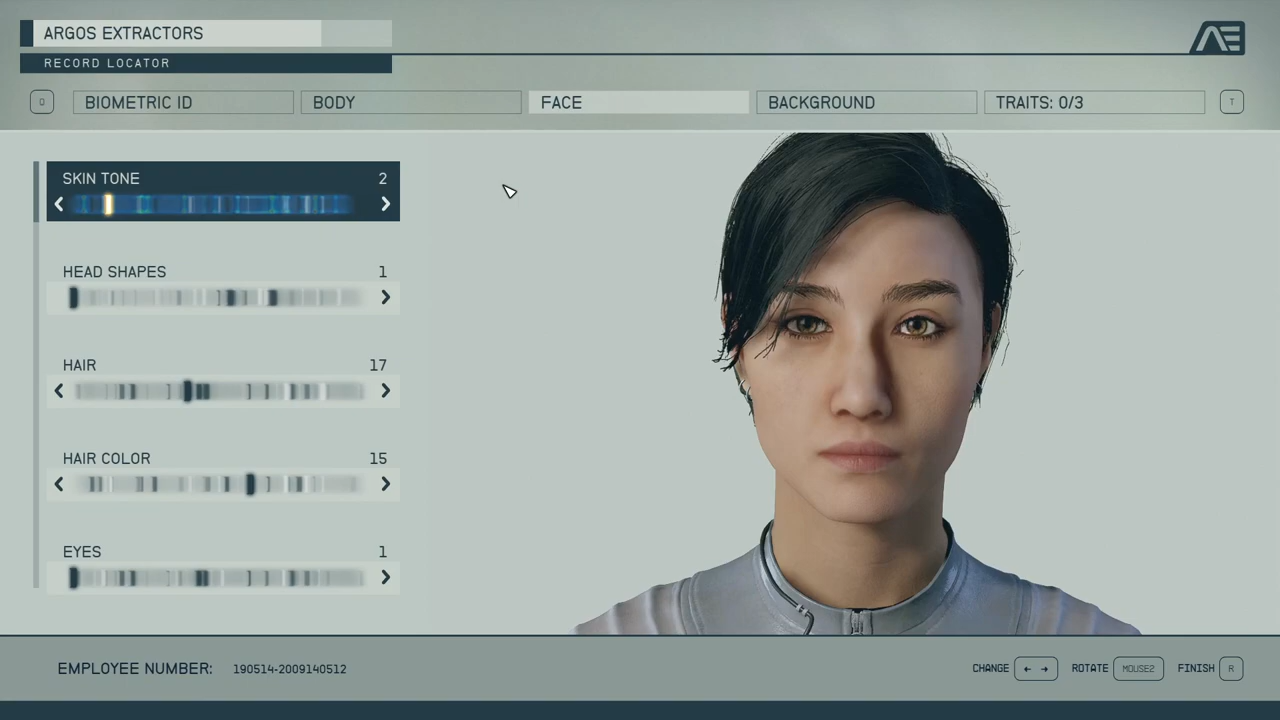 ARGOS EXTRACTORS
RECORD LOCATOR
AE
Q BIOMETRIC ID BODY FACE BACKGROUND TRAITS: 0/3 T
SKIN TONE 2
HEAD SHAPES 1
HAIR 17
HAIR COLOR 15
EYES 1
EMPLOYEE NUMBER: 190514-2009140512 CHANGE ← → ROTATE MOUSE2 FINISH R